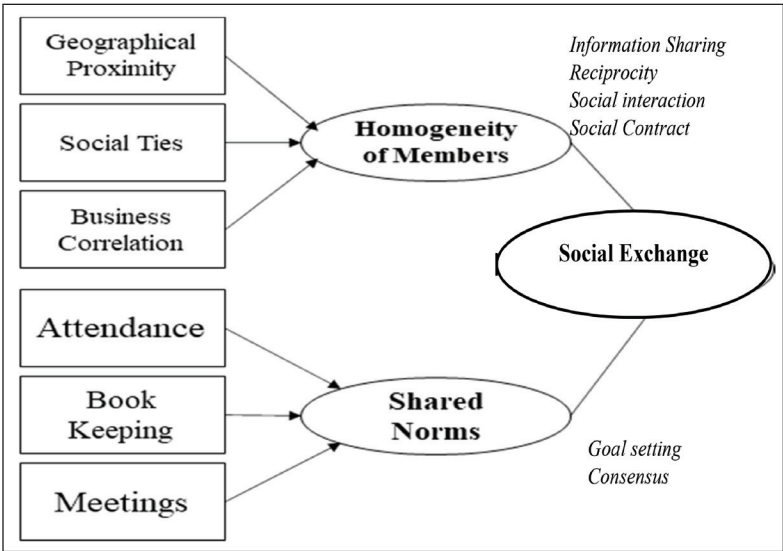 Geographical
Proximity
Social Ties
Business
Correlation
Homogeneity
of Members
Information Sharing
Reciprocity
Social interaction
Social Contract
Social Exchange
Attendance
Book
Keeping
Meetings
Shared
Norms
Goal setting
Consensus